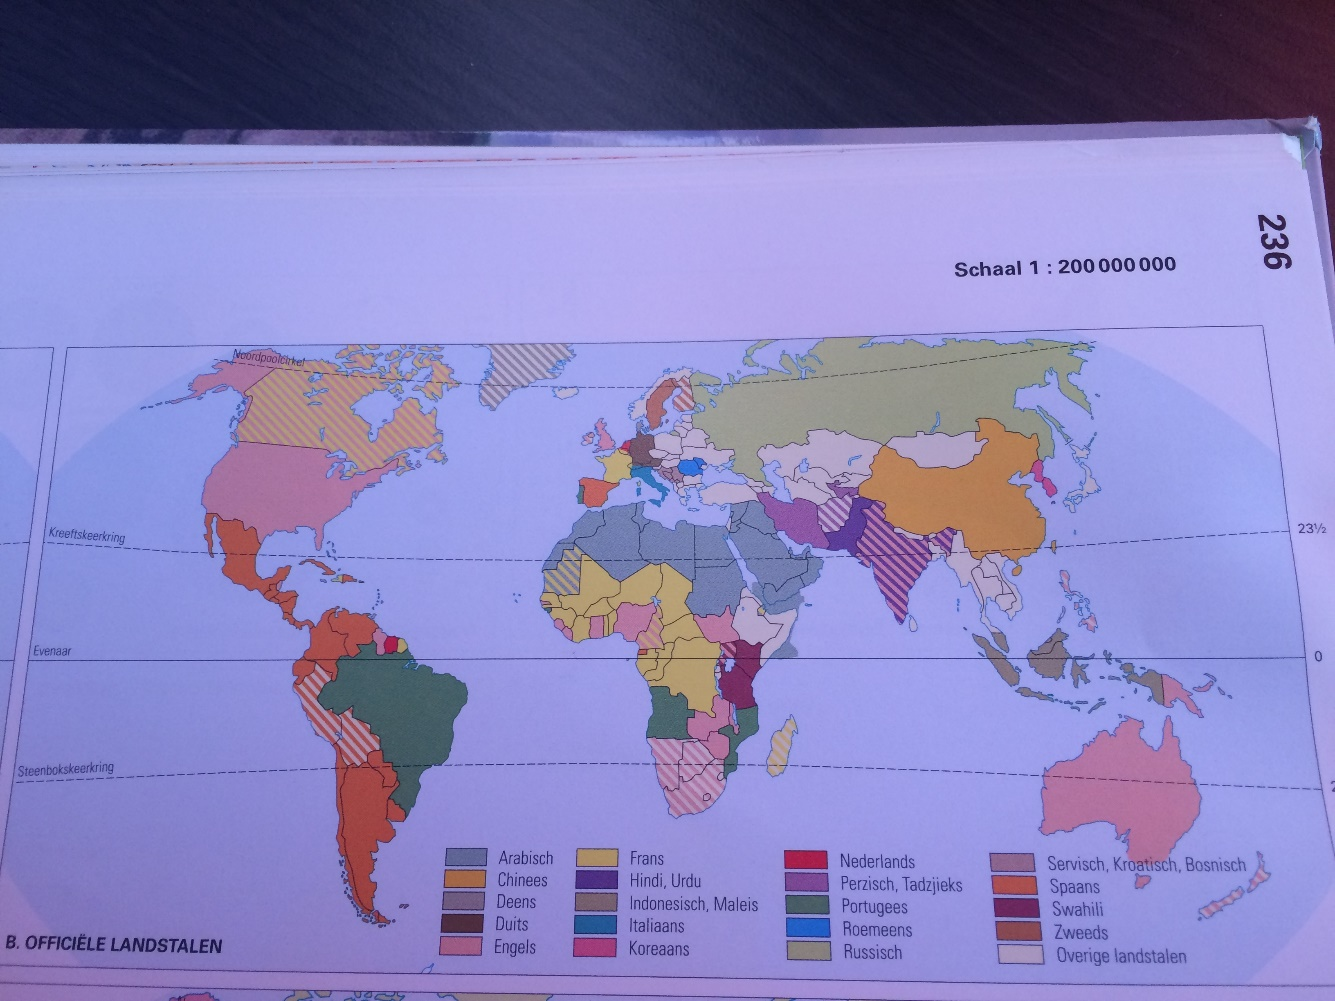 236
Schaal 1 : 200 000 000
Noordpoolcirkel
Kreeftskeerkring
23½
Evenaar
0
Steenbokskeerkring
2
Arabisch
Chinees
Deens
Duits
Engels
Frans
Hindi, Urdu
Indonesisch, Maleis
Italiaans
Koreaans
Nederlands
Perzisch, Tadzjieks
Portugees
Roemeens
Russisch
Servisch, Kroatisch, Bosnisch
Spaans
Swahili
Zweeds
Overige landstalen
B. OFFICIËLE LANDSTALEN